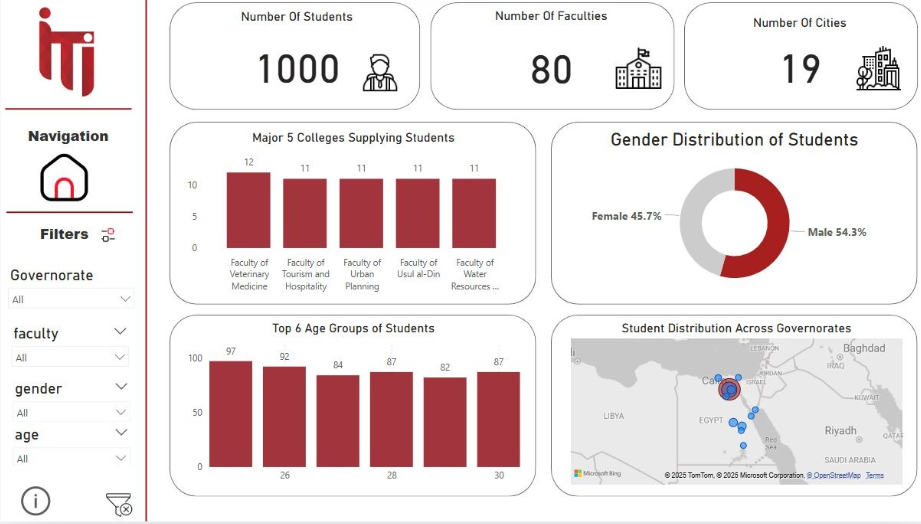 iTi
Navigation
Filters
Governorate
All
faculty
All
gender
All
age
All
Number Of Students
1000
Number Of Faculties
80
Number Of Cities
19
Major 5 Colleges Supplying Students
12
11
11
11
11
10
5
0
Faculty of
Veterinary
Medicine
Faculty of
Tourism and
Hospitality
Faculty of
Urban
Planning
Faculty of
Usul al-Din
Faculty of
Water
Resources ...
Gender Distribution of Students
Female 45.7%
Male 54.3%
Top 6 Age Groups of Students
97
92
84
87
82
87
100
50
0
26
28
30
Student Distribution Across Governorates
LEBANON
Baghdad
IRAQ
JORDAN
ISRAEL
KUWAIT
LIBYA
EGYPT
Riyadh
QATAR
Red
Sea
SAUDI ARABIA
Microsoft Bing
© 2025 TomTom, © 2025 Microsoft Corporation, © OpenStreetMap Terms